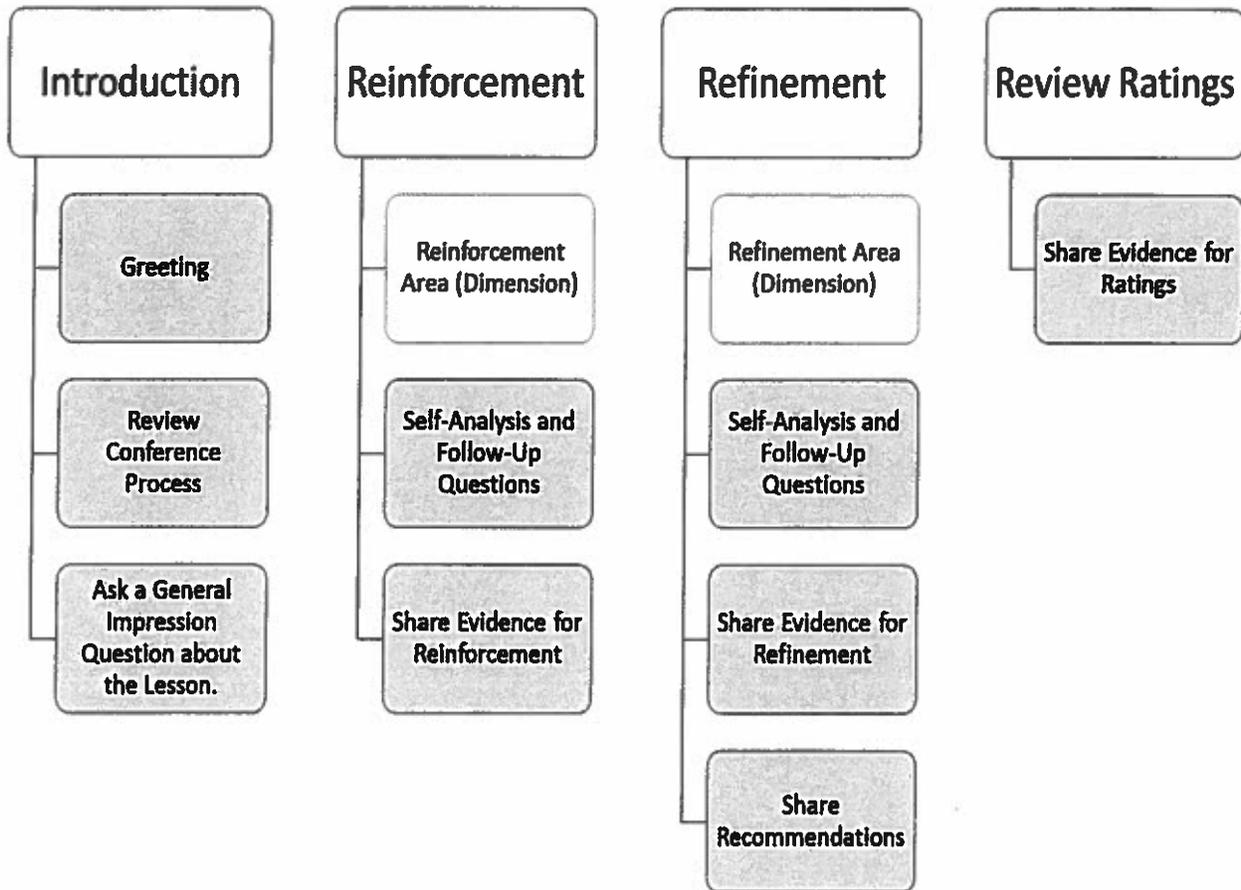 Introduction
Greeting
Review
Conference
Process
Ask a General
Impression
Question about
the Lesson.
Reinforcement
Reinforcement
Area (Dimension)
Self-Analysis and
Follow-Up
Questions
Share Evidence for
Reinforcement
Refinement
Refinement Area
(Dimension)
Self-Analysis and
Follow-Up
Questions
Share Evidence for
Refinement
Share
Recommendations
Review Ratings
Share Evidence for
Ratings